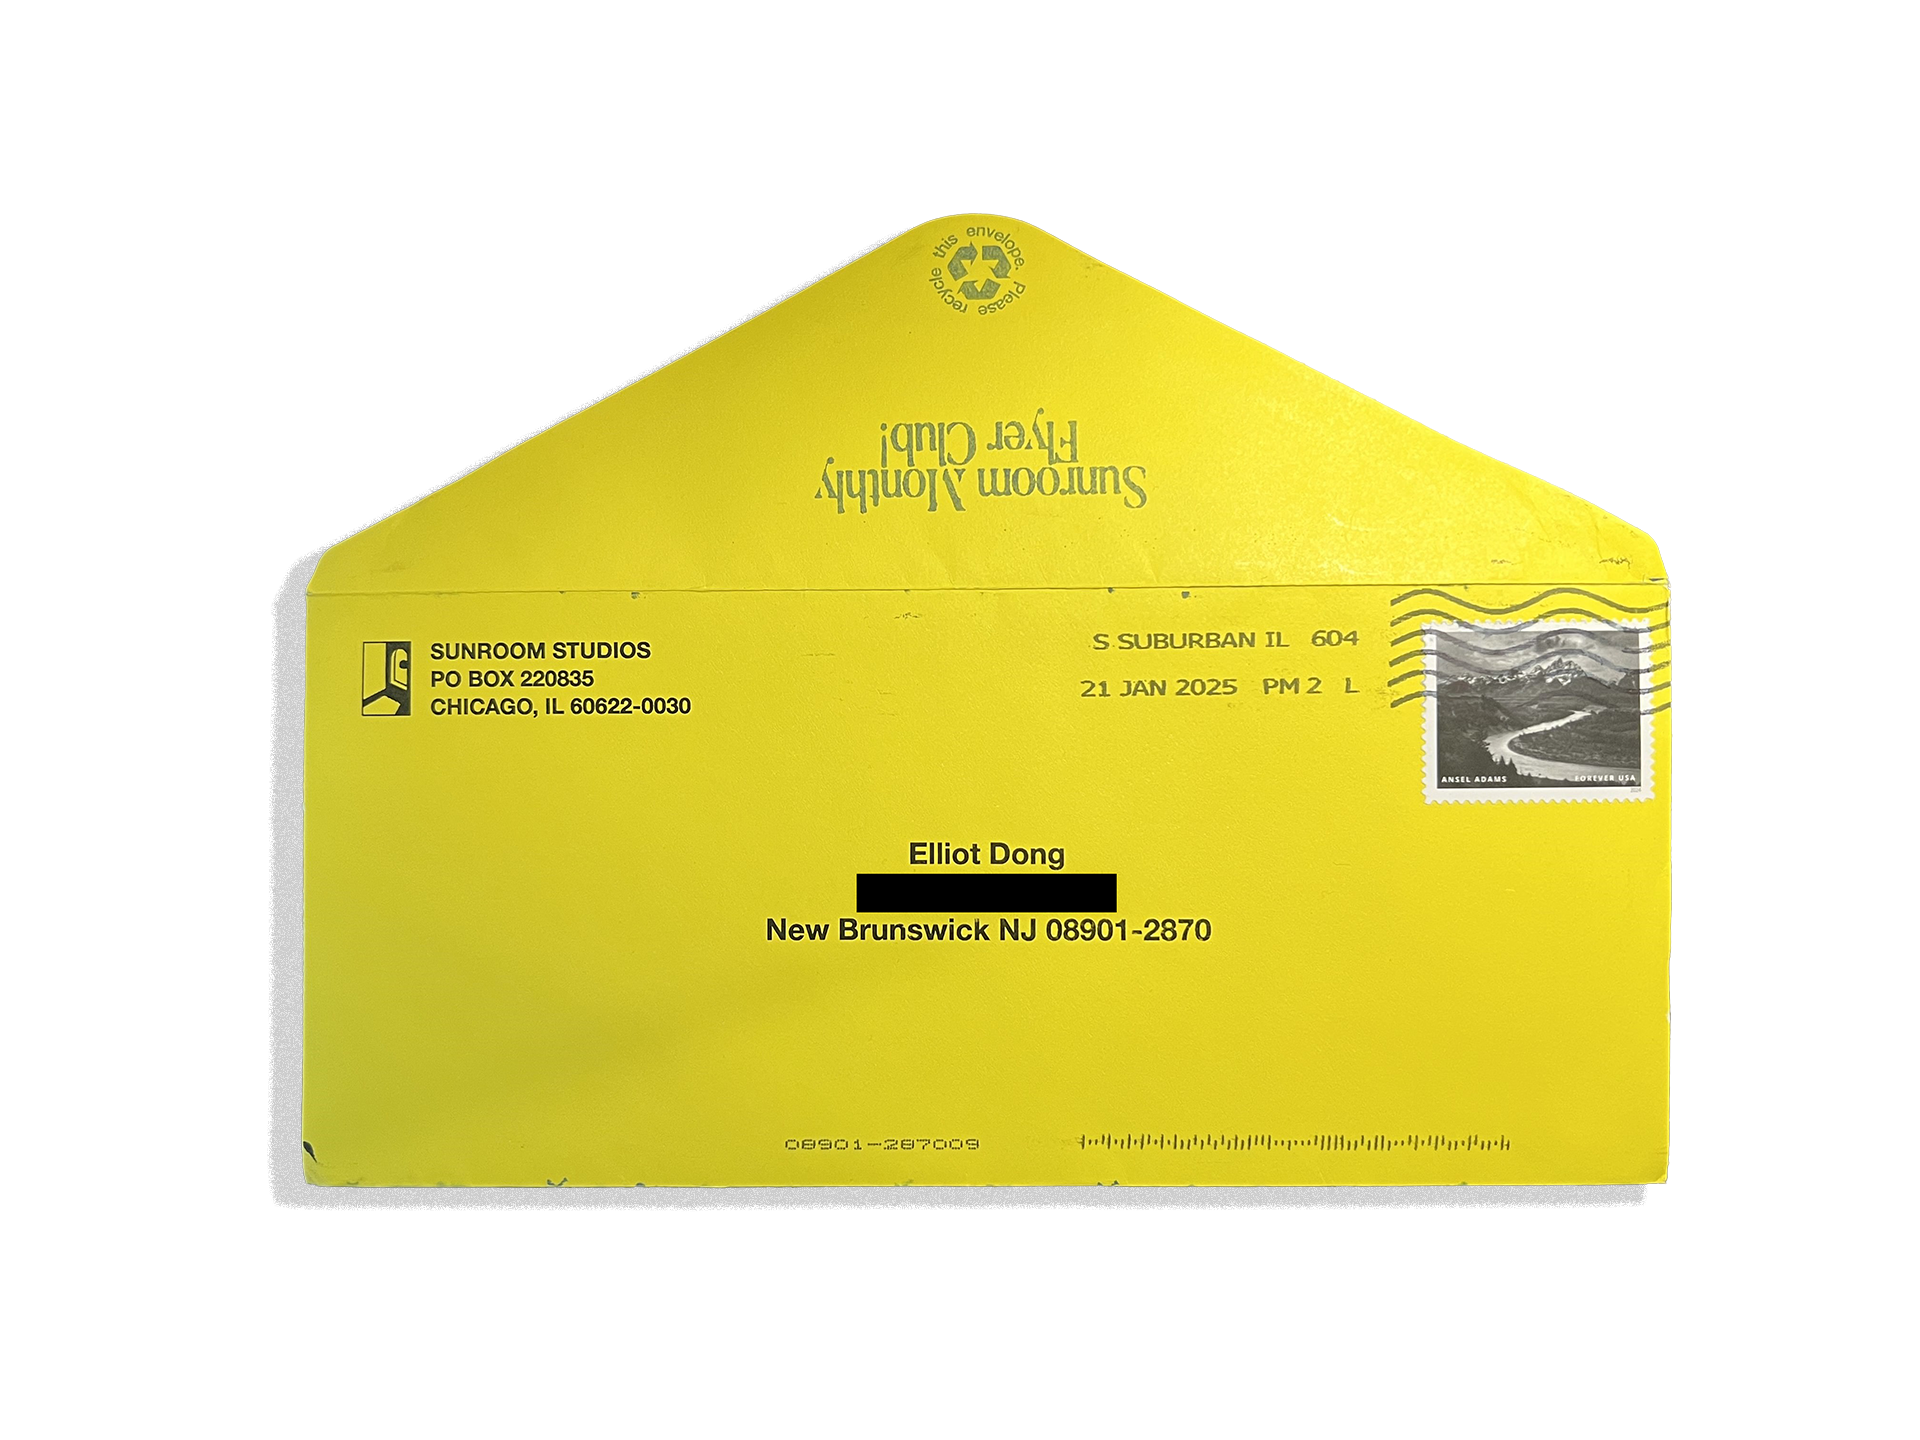 Please recycle this envelope.
Sunroom Monthly
Flyer Club!
SUNROOM STUDIOS
PO BOX 220835
CHICAGO, IL 60622-0030
S SUBURBAN IL 604
21 JAN 2025 PM 2 L
ANSEL ADAMS FOREVER USA
Elliot Dong
New Brunswick NJ 08901-2870
08901-287009